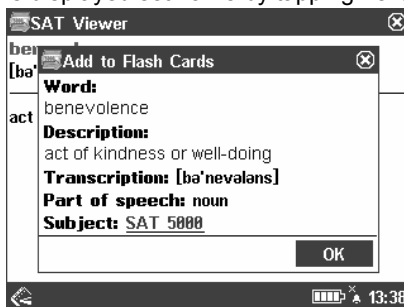 SAT Viewer
Add to Flash Cards
Word:
benevolence
Description:
act of kindness or well-doing
Transcription: [bə'nevələns]
Part of speech: noun
Subject: SAT 5000
OK
act
13:38